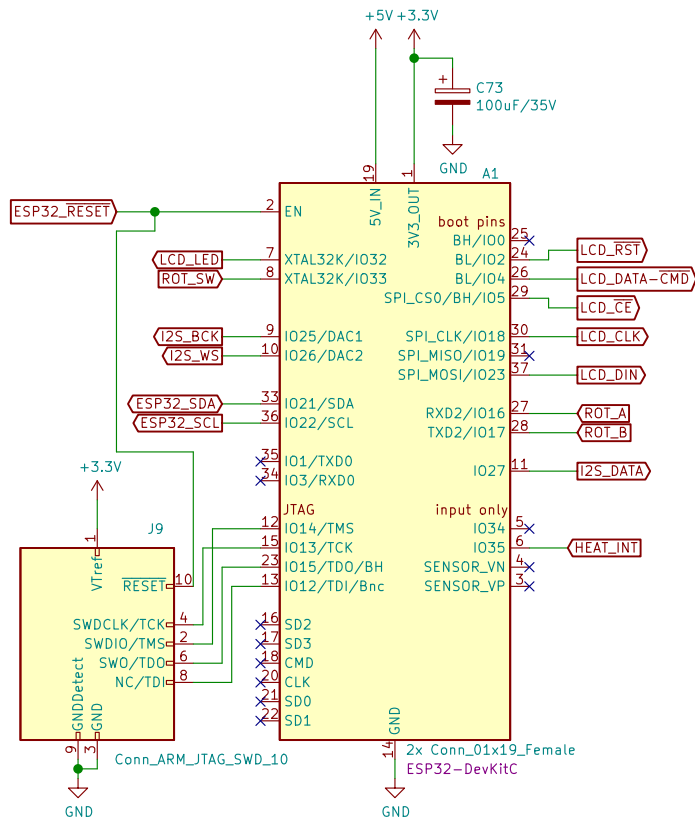 +5V +3.3V
C73
100uF/35V
GND
A1
19
1
5V_IN
3V3_OUT
ESP32_RESET
2 EN
boot pins
BH/IO0 25
LCD_LED 7 XTAL32K/IO32
BL/IO2 24 LCD_RST
ROT_SW 8 XTAL32K/IO33
BL/IO4 26 LCD_DATA-CMD
SPI_CS0/BH/IO5 29 LCD_CE
I2S_BCK 9 IO25/DAC1
SPI_CLK/IO18 30 LCD_CLK
I2S_WS 10 IO26/DAC2
SPI_MISO/IO19 31
SPI_MOSI/IO23 37 LCD_DIN
ESP32_SDA 33 IO21/SDA
RXD2/IO16 27 ROT_A
ESP32_SCL 36 IO22/SCL
TXD2/IO17 28 ROT_B
35 IO1/TXD0
IO27 11 I2S_DATA
34 IO3/RXD0
JTAG
input only
12 IO14/TMS
IO34 5
15 IO13/TCK
IO35 6 HEAT_INT
23 IO15/TDO/BH
SENSOR_VN 4
13 IO12/TDI/Bnc
SENSOR_VP 3
16 SD2
17 SD3
18 CMD
20 CLK
21 SD0
22 SD1
GND
14
GND
2x Conn_01x19_Female
ESP32-DevKitC
+3.3V
J9
1
VTref
RESET 10
SWDCLK/TCK 4
SWDIO/TMS 2
SWO/TDO 6
NC/TDI 8
GNDDetect
GND
9
3
Conn_ARM_JTAG_SWD_10
GND